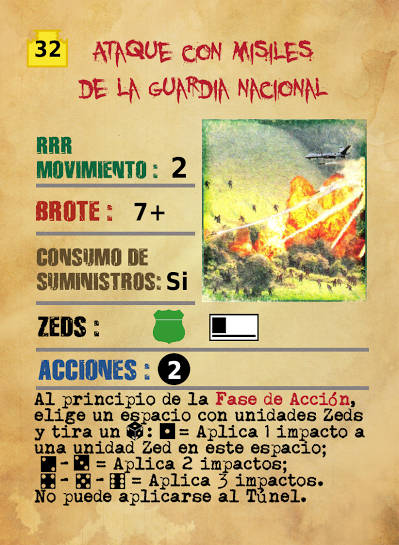 32
ATAQUE CON MISILES
DE LA GUARDIA NACIONAL
RRR
MOVIMIENTO : 2
BROTE : 7+
CONSUMO DE
SUMINISTROS: Si
ZEDS :
ACCIONES : 2
Al principio de la Fase de Acción,
elige un espacio con unidades Zeds
y tira un : = Aplica 1 impacto a
una unidad Zed en este espacio;
- = Aplica 2 impactos;
- - = Aplica 3 impactos.
No puede aplicarse al Túnel.